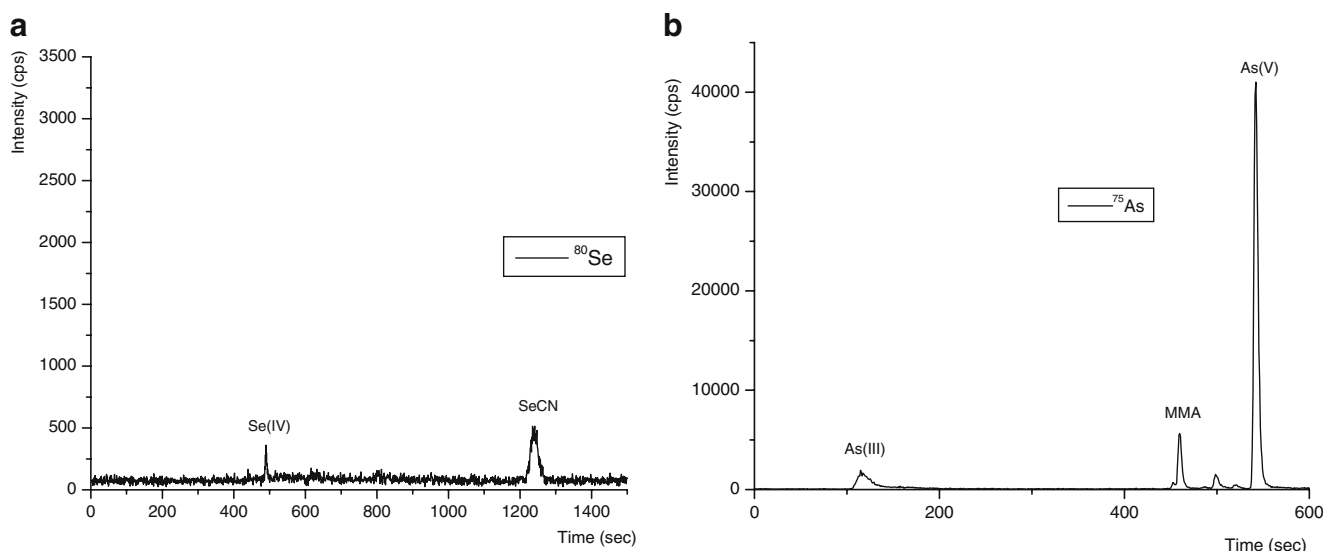 a
Intensity (cps)
3500
3000
2500
2000
1500
1000
500
0
Se(IV)
SeCN
⁸⁰Se
0 200 400 600 800 1000 1200 1400
Time (sec)
b
Intensity (cps)
40000
30000
20000
10000
0
As(III)
MMA
As(V)
⁷⁵As
0 200 400 600
Time (sec)